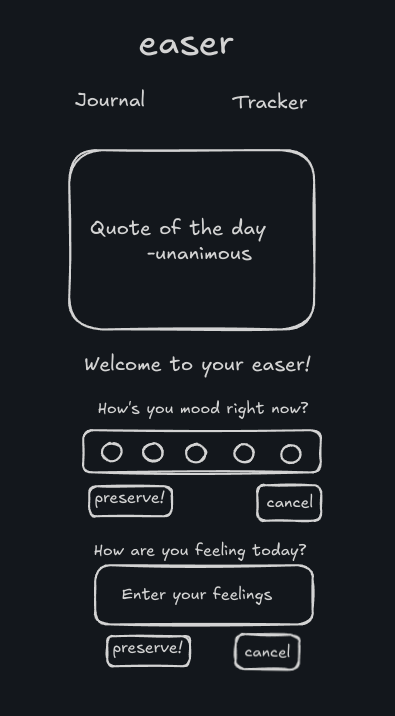 easer
Journal Tracker
Quote of the day
-unanimous
Welcome to your easer!
How's you mood right now?
preserve! cancel
How are you feeling today?
Enter your feelings
preserve! cancel